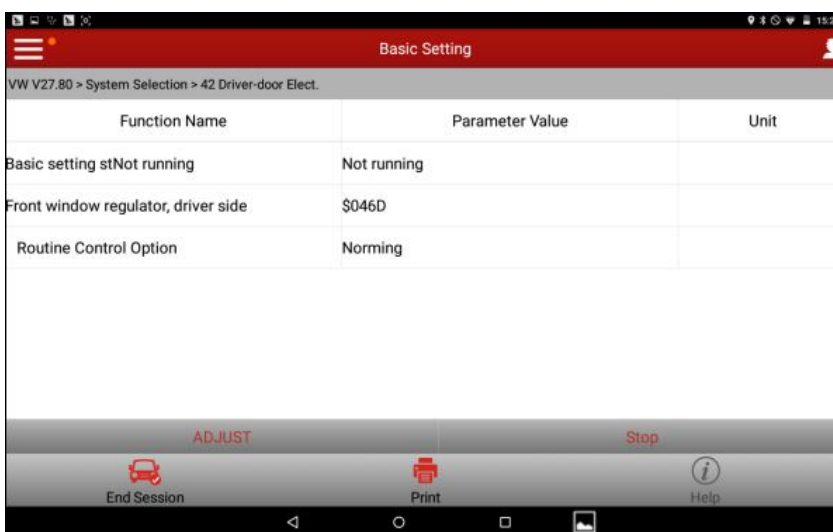 15:2
Basic Setting
VW V27.80 > System Selection > 42 Driver-door Elect.
Function Name Parameter Value Unit
Basic setting stNot running Not running
Front window regulator, driver side $046D
Routine Control Option Norming
ADJUST Stop
End Session Print Help